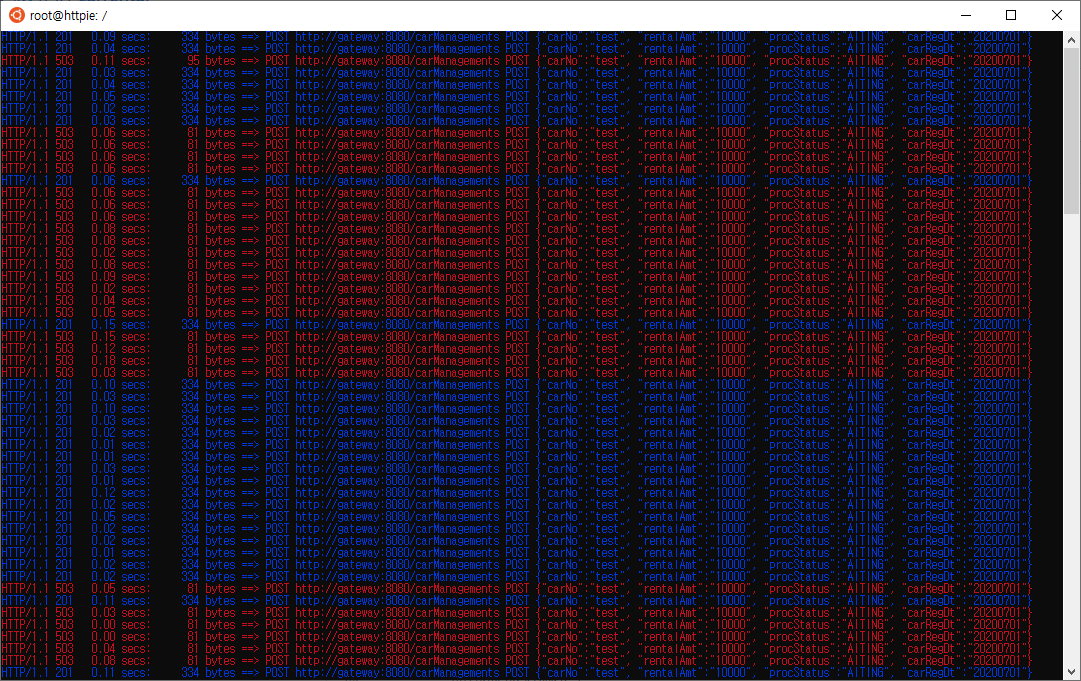 root@httpie: /
HTTP/1.1 201   0.09 secs:     334 bytes ==> POST http://gateway:8080/carManagements POST {"carNo":"test", "rentalAmt":"10000", "procStatus":"AITING", "carRegDt":"20200701"}
HTTP/1.1 201   0.04 secs:     334 bytes ==> POST http://gateway:8080/carManagements POST {"carNo":"test", "rentalAmt":"10000", "procStatus":"AITING", "carRegDt":"20200701"}
HTTP/1.1 503   0.11 secs:      95 bytes ==> POST http://gateway:8080/carManagements POST {"carNo":"test", "rentalAmt":"10000", "procStatus":"AITING", "carRegDt":"20200701"}
HTTP/1.1 201   0.03 secs:     334 bytes ==> POST http://gateway:8080/carManagements POST {"carNo":"test", "rentalAmt":"10000", "procStatus":"AITING", "carRegDt":"20200701"}
HTTP/1.1 201   0.04 secs:     334 bytes ==> POST http://gateway:8080/carManagements POST {"carNo":"test", "rentalAmt":"10000", "procStatus":"AITING", "carRegDt":"20200701"}
HTTP/1.1 201   0.05 secs:     334 bytes ==> POST http://gateway:8080/carManagements POST {"carNo":"test", "rentalAmt":"10000", "procStatus":"AITING", "carRegDt":"20200701"}
HTTP/1.1 201   0.02 secs:     334 bytes ==> POST http://gateway:8080/carManagements POST {"carNo":"test", "rentalAmt":"10000", "procStatus":"AITING", "carRegDt":"20200701"}
HTTP/1.1 201   0.03 secs:     334 bytes ==> POST http://gateway:8080/carManagements POST {"carNo":"test", "rentalAmt":"10000", "procStatus":"AITING", "carRegDt":"20200701"}
HTTP/1.1 503   0.06 secs:      81 bytes ==> POST http://gateway:8080/carManagements POST {"carNo":"test", "rentalAmt":"10000", "procStatus":"AITING", "carRegDt":"20200701"}
HTTP/1.1 503   0.06 secs:      81 bytes ==> POST http://gateway:8080/carManagements POST {"carNo":"test", "rentalAmt":"10000", "procStatus":"AITING", "carRegDt":"20200701"}
HTTP/1.1 503   0.06 secs:      81 bytes ==> POST http://gateway:8080/carManagements POST {"carNo":"test", "rentalAmt":"10000", "procStatus":"AITING", "carRegDt":"20200701"}
HTTP/1.1 503   0.06 secs:      81 bytes ==> POST http://gateway:8080/carManagements POST {"carNo":"test", "rentalAmt":"10000", "procStatus":"AITING", "carRegDt":"20200701"}
HTTP/1.1 201   0.06 secs:     334 bytes ==> POST http://gateway:8080/carManagements POST {"carNo":"test", "rentalAmt":"10000", "procStatus":"AITING", "carRegDt":"20200701"}
HTTP/1.1 503   0.06 secs:      81 bytes ==> POST http://gateway:8080/carManagements POST {"carNo":"test", "rentalAmt":"10000", "procStatus":"AITING", "carRegDt":"20200701"}
HTTP/1.1 503   0.06 secs:      81 bytes ==> POST http://gateway:8080/carManagements POST {"carNo":"test", "rentalAmt":"10000", "procStatus":"AITING", "carRegDt":"20200701"}
HTTP/1.1 503   0.06 secs:      81 bytes ==> POST http://gateway:8080/carManagements POST {"carNo":"test", "rentalAmt":"10000", "procStatus":"AITING", "carRegDt":"20200701"}
HTTP/1.1 503   0.08 secs:      81 bytes ==> POST http://gateway:8080/carManagements POST {"carNo":"test", "rentalAmt":"10000", "procStatus":"AITING", "carRegDt":"20200701"}
HTTP/1.1 503   0.08 secs:      81 bytes ==> POST http://gateway:8080/carManagements POST {"carNo":"test", "rentalAmt":"10000", "procStatus":"AITING", "carRegDt":"20200701"}
HTTP/1.1 503   0.02 secs:      81 bytes ==> POST http://gateway:8080/carManagements POST {"carNo":"test", "rentalAmt":"10000", "procStatus":"AITING", "carRegDt":"20200701"}
HTTP/1.1 503   0.08 secs:      81 bytes ==> POST http://gateway:8080/carManagements POST {"carNo":"test", "rentalAmt":"10000", "procStatus":"AITING", "carRegDt":"20200701"}
HTTP/1.1 503   0.09 secs:      81 bytes ==> POST http://gateway:8080/carManagements POST {"carNo":"test", "rentalAmt":"10000", "procStatus":"AITING", "carRegDt":"20200701"}
HTTP/1.1 503   0.02 secs:      81 bytes ==> POST http://gateway:8080/carManagements POST {"carNo":"test", "rentalAmt":"10000", "procStatus":"AITING", "carRegDt":"20200701"}
HTTP/1.1 503   0.04 secs:      81 bytes ==> POST http://gateway:8080/carManagements POST {"carNo":"test", "rentalAmt":"10000", "procStatus":"AITING", "carRegDt":"20200701"}
HTTP/1.1 503   0.05 secs:      81 bytes ==> POST http://gateway:8080/carManagements POST {"carNo":"test", "rentalAmt":"10000", "procStatus":"AITING", "carRegDt":"20200701"}
HTTP/1.1 201   0.15 secs:     334 bytes ==> POST http://gateway:8080/carManagements POST {"carNo":"test", "rentalAmt":"10000", "procStatus":"AITING", "carRegDt":"20200701"}
HTTP/1.1 503   0.15 secs:      81 bytes ==> POST http://gateway:8080/carManagements POST {"carNo":"test", "rentalAmt":"10000", "procStatus":"AITING", "carRegDt":"20200701"}
HTTP/1.1 503   0.12 secs:      81 bytes ==> POST http://gateway:8080/carManagements POST {"carNo":"test", "rentalAmt":"10000", "procStatus":"AITING", "carRegDt":"20200701"}
HTTP/1.1 503   0.18 secs:      81 bytes ==> POST http://gateway:8080/carManagements POST {"carNo":"test", "rentalAmt":"10000", "procStatus":"AITING", "carRegDt":"20200701"}
HTTP/1.1 503   0.03 secs:      81 bytes ==> POST http://gateway:8080/carManagements POST {"carNo":"test", "rentalAmt":"10000", "procStatus":"AITING", "carRegDt":"20200701"}
HTTP/1.1 201   0.10 secs:     334 bytes ==> POST http://gateway:8080/carManagements POST {"carNo":"test", "rentalAmt":"10000", "procStatus":"AITING", "carRegDt":"20200701"}
HTTP/1.1 201   0.03 secs:     334 bytes ==> POST http://gateway:8080/carManagements POST {"carNo":"test", "rentalAmt":"10000", "procStatus":"AITING", "carRegDt":"20200701"}
HTTP/1.1 201   0.10 secs:     334 bytes ==> POST http://gateway:8080/carManagements POST {"carNo":"test", "rentalAmt":"10000", "procStatus":"AITING", "carRegDt":"20200701"}
HTTP/1.1 201   0.03 secs:     334 bytes ==> POST http://gateway:8080/carManagements POST {"carNo":"test", "rentalAmt":"10000", "procStatus":"AITING", "carRegDt":"20200701"}
HTTP/1.1 201   0.02 secs:     334 bytes ==> POST http://gateway:8080/carManagements POST {"carNo":"test", "rentalAmt":"10000", "procStatus":"AITING", "carRegDt":"20200701"}
HTTP/1.1 201   0.01 secs:     334 bytes ==> POST http://gateway:8080/carManagements POST {"carNo":"test", "rentalAmt":"10000", "procStatus":"AITING", "carRegDt":"20200701"}
HTTP/1.1 201   0.01 secs:     334 bytes ==> POST http://gateway:8080/carManagements POST {"carNo":"test", "rentalAmt":"10000", "procStatus":"AITING", "carRegDt":"20200701"}
HTTP/1.1 201   0.03 secs:     334 bytes ==> POST http://gateway:8080/carManagements POST {"carNo":"test", "rentalAmt":"10000", "procStatus":"AITING", "carRegDt":"20200701"}
HTTP/1.1 201   0.01 secs:     334 bytes ==> POST http://gateway:8080/carManagements POST {"carNo":"test", "rentalAmt":"10000", "procStatus":"AITING", "carRegDt":"20200701"}
HTTP/1.1 201   0.12 secs:     334 bytes ==> POST http://gateway:8080/carManagements POST {"carNo":"test", "rentalAmt":"10000", "procStatus":"AITING", "carRegDt":"20200701"}
HTTP/1.1 201   0.02 secs:     334 bytes ==> POST http://gateway:8080/carManagements POST {"carNo":"test", "rentalAmt":"10000", "procStatus":"AITING", "carRegDt":"20200701"}
HTTP/1.1 201   0.02 secs:     334 bytes ==> POST http://gateway:8080/carManagements POST {"carNo":"test", "rentalAmt":"10000", "procStatus":"AITING", "carRegDt":"20200701"}
HTTP/1.1 201   0.02 secs:     334 bytes ==> POST http://gateway:8080/carManagements POST {"carNo":"test", "rentalAmt":"10000", "procStatus":"AITING", "carRegDt":"20200701"}
HTTP/1.1 201   0.02 secs:     334 bytes ==> POST http://gateway:8080/carManagements POST {"carNo":"test", "rentalAmt":"10000", "procStatus":"AITING", "carRegDt":"20200701"}
HTTP/1.1 201   0.01 secs:     334 bytes ==> POST http://gateway:8080/carManagements POST {"carNo":"test", "rentalAmt":"10000", "procStatus":"AITING", "carRegDt":"20200701"}
HTTP/1.1 201   0.02 secs:     334 bytes ==> POST http://gateway:8080/carManagements POST {"carNo":"test", "rentalAmt":"10000", "procStatus":"AITING", "carRegDt":"20200701"}
HTTP/1.1 201   0.02 secs:     334 bytes ==> POST http://gateway:8080/carManagements POST {"carNo":"test", "rentalAmt":"10000", "procStatus":"AITING", "carRegDt":"20200701"}
HTTP/1.1 503   0.05 secs:      81 bytes ==> POST http://gateway:8080/carManagements POST {"carNo":"test", "rentalAmt":"10000", "procStatus":"AITING", "carRegDt":"20200701"}
HTTP/1.1 201   0.11 secs:     334 bytes ==> POST http://gateway:8080/carManagements POST {"carNo":"test", "rentalAmt":"10000", "procStatus":"AITING", "carRegDt":"20200701"}
HTTP/1.1 503   0.03 secs:      81 bytes ==> POST http://gateway:8080/carManagements POST {"carNo":"test", "rentalAmt":"10000", "procStatus":"AITING", "carRegDt":"20200701"}
HTTP/1.1 503   0.00 secs:      81 bytes ==> POST http://gateway:8080/carManagements POST {"carNo":"test", "rentalAmt":"10000", "procStatus":"AITING", "carRegDt":"20200701"}
HTTP/1.1 503   0.00 secs:      81 bytes ==> POST http://gateway:8080/carManagements POST {"carNo":"test", "rentalAmt":"10000", "procStatus":"AITING", "carRegDt":"20200701"}
HTTP/1.1 503   0.04 secs:      81 bytes ==> POST http://gateway:8080/carManagements POST {"carNo":"test", "rentalAmt":"10000", "procStatus":"AITING", "carRegDt":"20200701"}
HTTP/1.1 503   0.08 secs:      81 bytes ==> POST http://gateway:8080/carManagements POST {"carNo":"test", "rentalAmt":"10000", "procStatus":"AITING", "carRegDt":"20200701"}
HTTP/1.1 201   0.11 secs:     334 bytes ==> POST http://gateway:8080/carManagements POST {"carNo":"test", "rentalAmt":"10000", "procStatus":"AITING", "carRegDt":"20200701"}